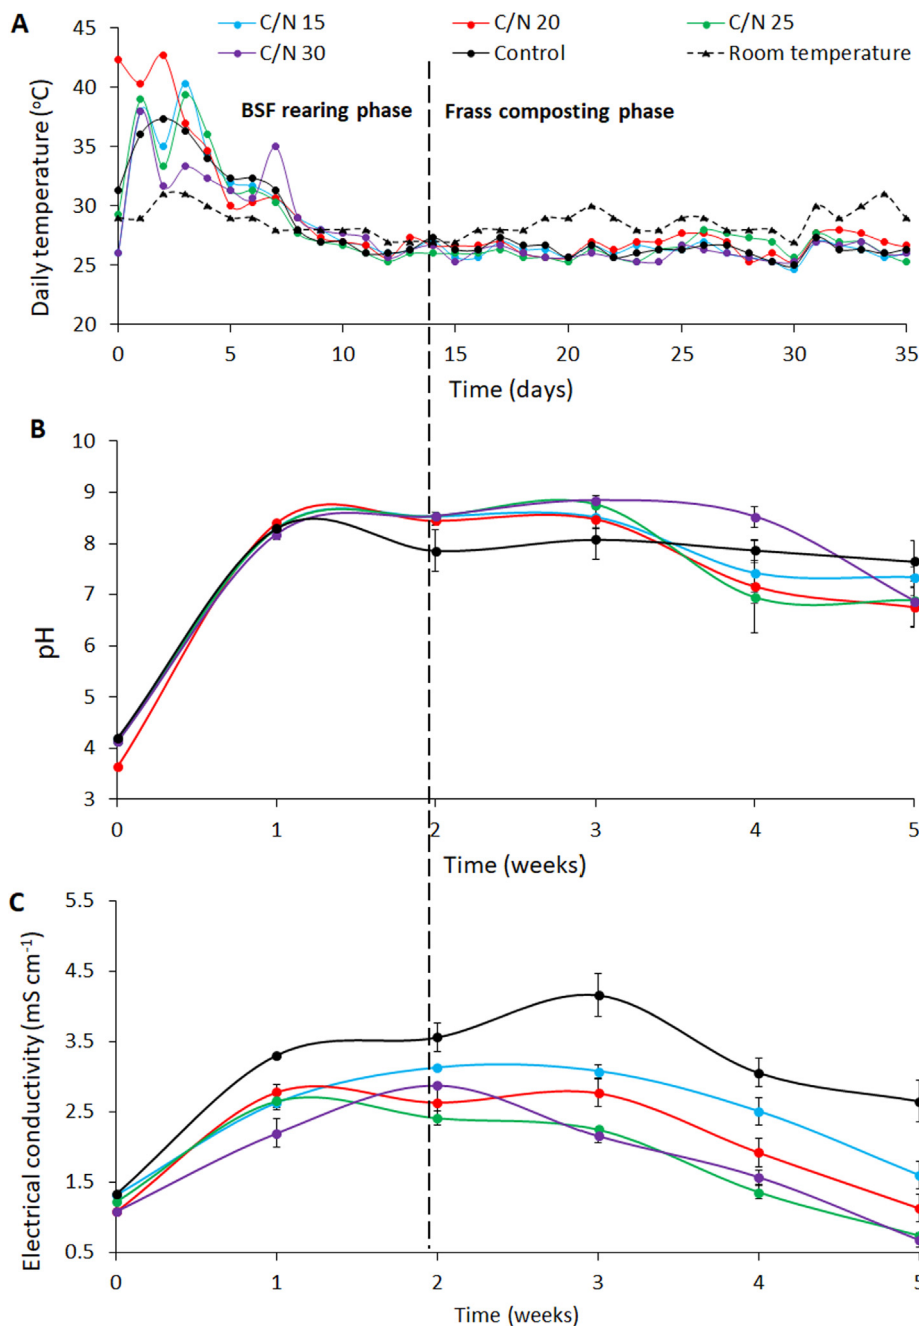 A
C/N 15
C/N 20
C/N 25
C/N 30
Control
Room temperature
Daily temperature (°C)
45
40
35
30
25
20
BSF rearing phase
Frass composting phase
0
5
10
15
20
25
30
35
Time (days)
B
pH
10
9
8
7
6
5
4
3
0
1
2
3
4
5
Time (weeks)
C
Electrical conductivity (mS cm⁻¹)
5.5
4.5
3.5
2.5
1.5
0.5
0
1
2
3
4
5
Time (weeks)